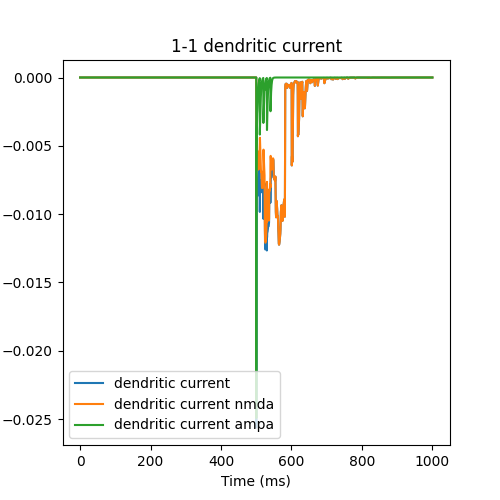 1-1 dendritic current
0.000
−0.005
−0.010
−0.015
−0.020
−0.025
dendritic current
dendritic current nmda
dendritic current ampa
0 200 400 600 800 1000
Time (ms)